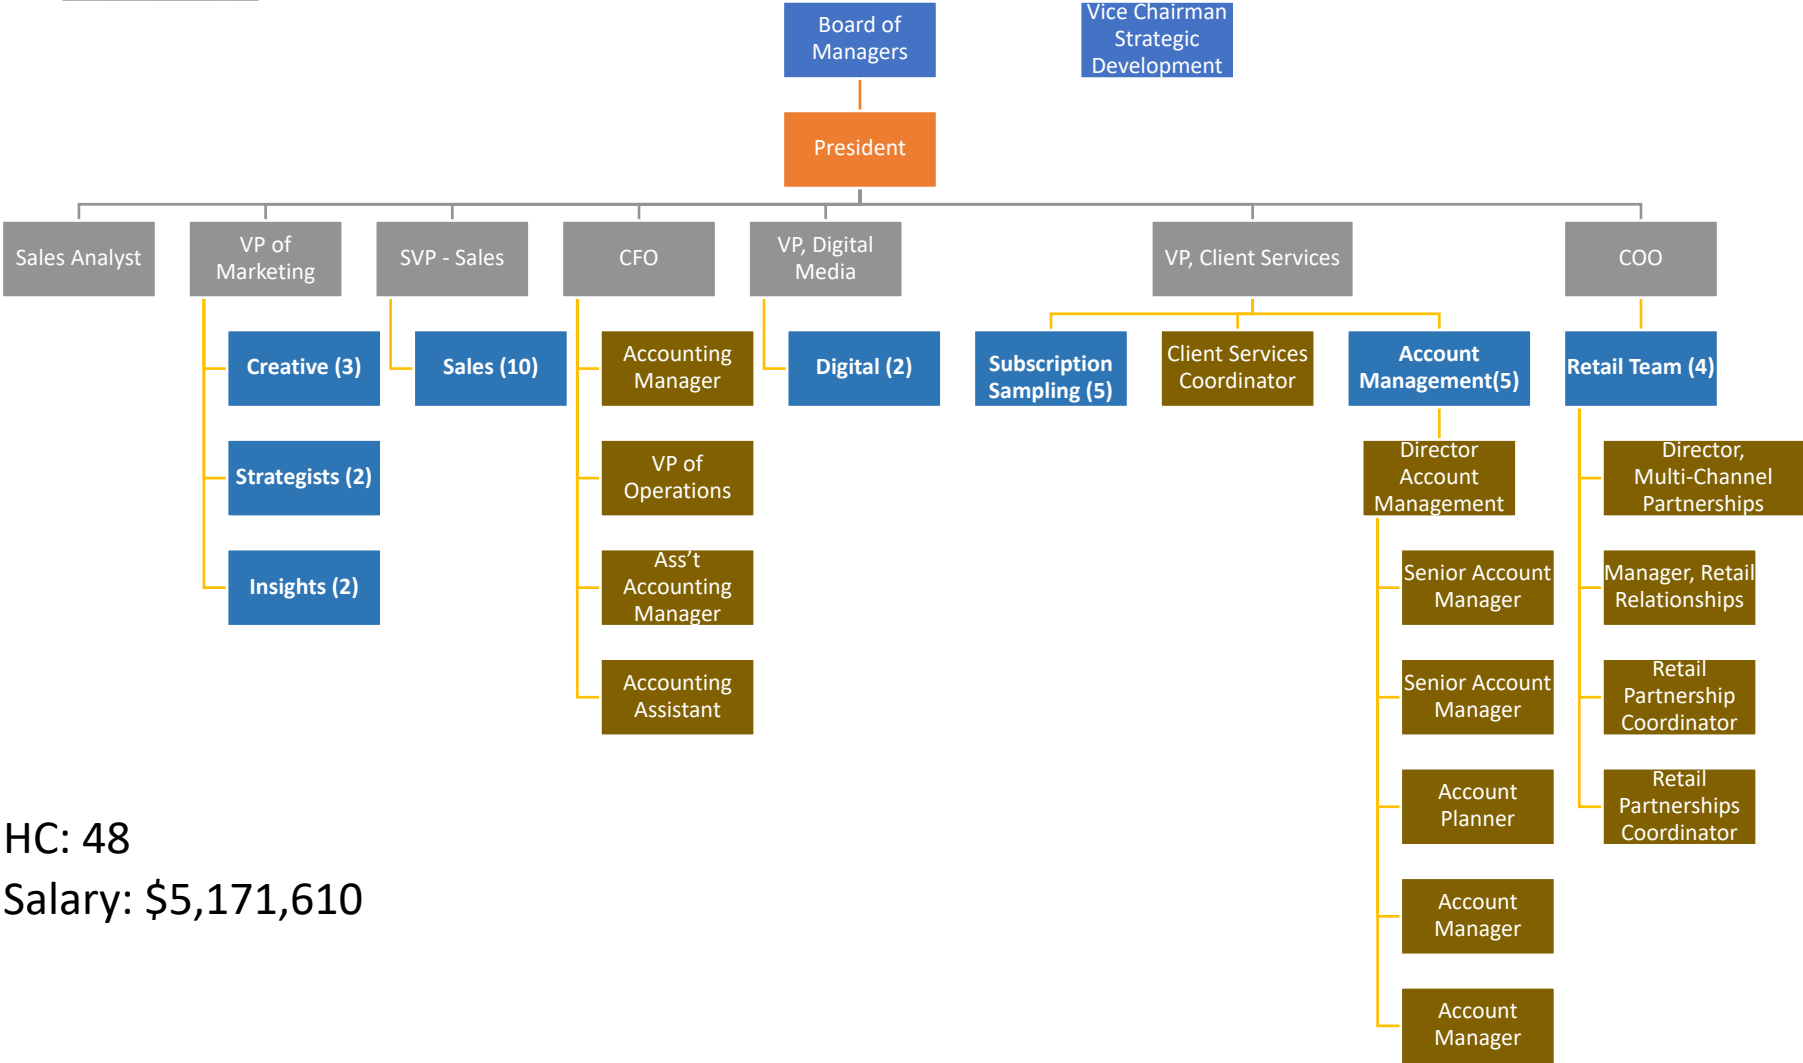 Board of
Managers
Vice Chairman
Strategic
Development
President
Sales Analyst
VP of
Marketing
SVP - Sales
CFO
VP, Digital
Media
VP, Client Services
COO
Creative (3)
Strategists (2)
Insights (2)
Sales (10)
Accounting
Manager
VP of
Operations
Ass’t
Accounting
Manager
Accounting
Assistant
Digital (2)
Subscription
Sampling (5)
Client Services
Coordinator
Account
Management(5)
Director
Account
Management
Senior Account
Manager
Senior Account
Manager
Account
Planner
Account
Manager
Account
Manager
Retail Team (4)
Director,
Multi-Channel
Partnerships
Manager, Retail
Relationships
Retail
Partnership
Coordinator
Retail
Partnerships
Coordinator
HC: 48
Salary: $5,171,610